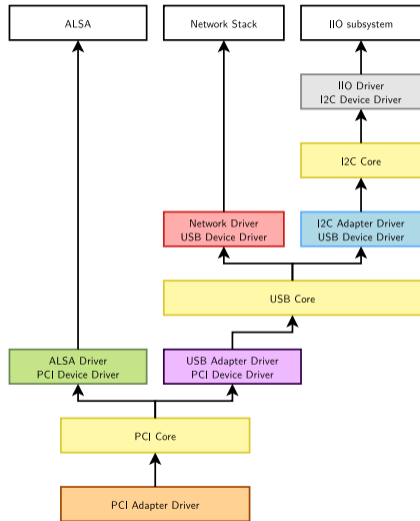 ALSA
Network Stack
IIO subsystem
IIO Driver
I2C Device Driver
I2C Core
Network Driver
USB Device Driver
I2C Adapter Driver
USB Device Driver
USB Core
ALSA Driver
PCI Device Driver
USB Adapter Driver
PCI Device Driver
PCI Core
PCI Adapter Driver